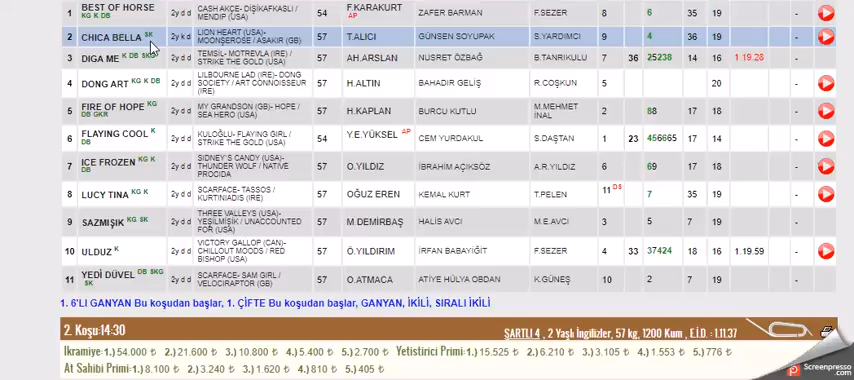 1 BEST OF HORSE KG K DB 2y d d CASH AKÇE- DİŞİKAFKASLI / MENDIP (USA) 54 F.KARAKURT AP ZAFER BARMAN F.SEZER 8 6 35 19 -
2 CHICA BELLA SK 2y k d LION HEART (USA)- MOONŞEROSE / ASAKIR (GB) 57 T.ALICI GÜNSEN SOYUPAK S.YARDIMCI 9 4 36 19 -
3 DIGA ME K DB SKG 2y d d TEMSİL- MOTREVLA (IRE) / STRIKE THE GOLD (USA) 57 AH.ARSLAN NUSRET ÖZBAĞ B.TANRIKULU 7 36 25238 14 16 1.19.28 -
4 DONG ART KG K DB 2y d d LILBOURNE LAD (IRE)- DONG SOCIETY / ART CONNOISSEUR (IRE) 57 H.ALTIN BAHADIR GELİŞ R.COŞKUN 5 20 -
5 FIRE OF HOPE KG DB GKR 2y d d MY GRANDSON (GB)- HOPE / SEA HERO (USA) 57 H.KAPLAN BURCU KUTLU M.MEHMET İNAL 2 88 17 18 -
6 FLAYING COOL K DB 2y d d KULOĞLU- FLAYING GIRL / STRIKE THE GOLD (USA) 57 Y.E.YÜKSEL AP CEM YURDAKUL S.DAŞTAN 1 23 456665 14 17 -
7 ICE FROZEN KG K DB 2y d d SIDNEY'S CANDY (USA)- THUNDER WOLF / NATIVE PROCIDA 57 O.YILDIZ İBRAHİM AÇIKSÖZ A.R.YILDIZ 6 69 17 18 -
8 LUCY TINA KG K 2y d d SCARFACE- TASSOS / KURTINIADIS (IRE) 57 OĞUZ EREN KEMAL KURT T.PELEN 11 DS 7 35 19 -
9 SAZMIŞIK KG SK 2y d d THREE VALLEYS (USA)- YEŞİLMIŞIK / UNACCOUNTED FOR (USA) 57 M.DEMİRBAŞ HALİS AVCI M.E.AVCI 3 5 7 19 -
10 ULDUZ K 2y d d VICTORY GALLOP (CAN)- CHILLOUT MOODS / RED BISHOP (USA) 57 Ö.YILDIRIM İRFAN BABAYİĞİT F.SEZER 4 33 37424 18 16 1.19.59 -
11 YEDİ DÜVEL DB SKG SK 2y d d SCARFACE- SAM GIRL / VELOCIRAPTOR (GB) 57 O.ATMACA ATİYE HÜLYA OBDAN K.GÜNEŞ 10 2 7 19 -
1. 6'LI GANYAN Bu koşudan başlar, 1. ÇİFTE Bu koşudan başlar, GANYAN, İKİLİ, SIRALI İKİLİ
2. Koşu:14:30 ŞARTLI 4 , 2 Yaşlı İngilizler, 57 kg, 1200 Kum , E.İ.D. : 1.11.37
Ikramiye: 1.) 54.000 ₺ 2.) 21.600 ₺ 3.) 10.800 ₺ 4.) 5.400 ₺ 5.) 2.700 ₺ Yetistirici Primi: 1.) 15.525 ₺ 2.) 6.210 ₺ 3.) 3.105 ₺ 4.) 1.553 ₺ 5.) 776 ₺
At Sahibi Primi: 1.) 8.100 ₺ 2.) 3.240 ₺ 3.) 1.620 ₺ 4.) 810 ₺ 5.) 405 ₺
Screenpresso